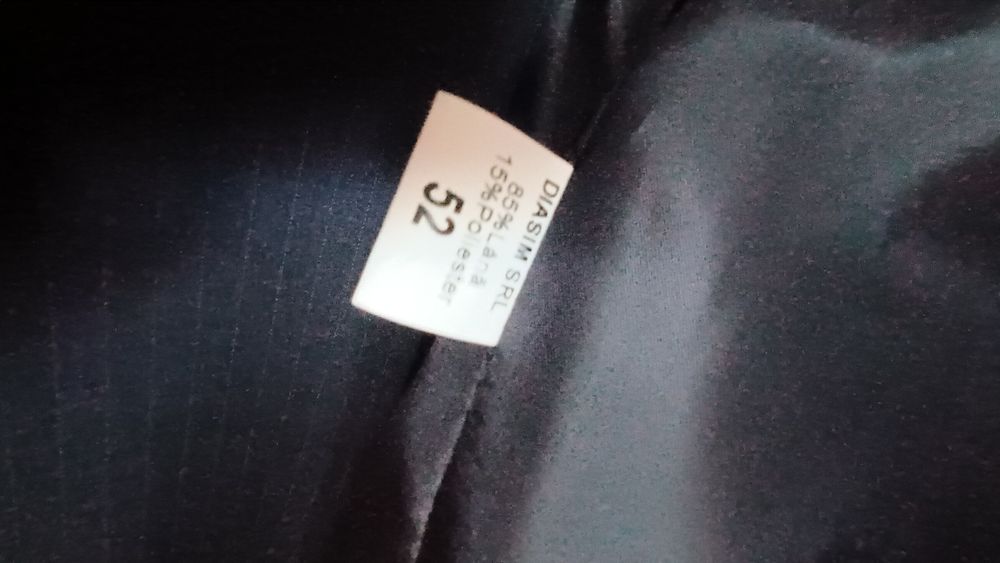 DIASIM SRL
85% Lână
15% Poliester
52